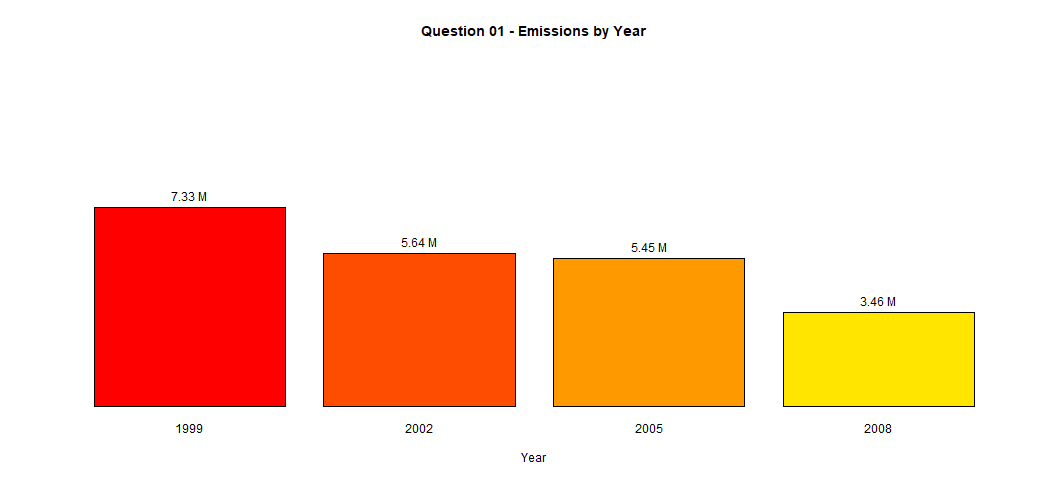 Question 01 - Emissions by Year
7.33 M
5.64 M
5.45 M
3.46 M
1999
2002
2005
2008
Year